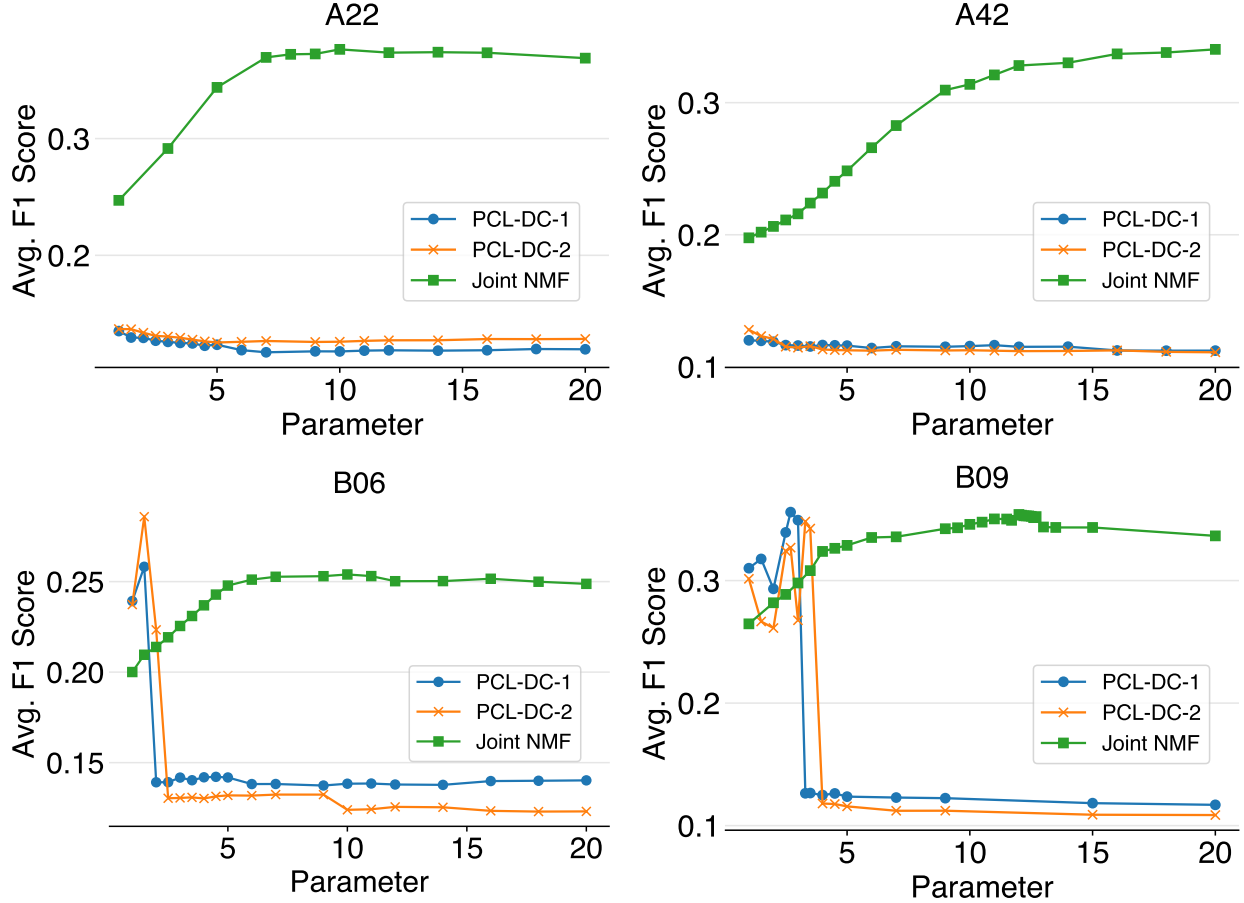 A22
Avg. F1 Score
0.3
0.2
PCL-DC-1
PCL-DC-2
Joint NMF
5
10
15
20
Parameter
A42
Avg. F1 Score
0.3
0.2
0.1
PCL-DC-1
PCL-DC-2
Joint NMF
5
10
15
20
Parameter
B06
Avg. F1 Score
0.25
0.20
0.15
PCL-DC-1
PCL-DC-2
Joint NMF
5
10
15
20
Parameter
B09
Avg. F1 Score
0.3
0.2
0.1
PCL-DC-1
PCL-DC-2
Joint NMF
5
10
15
20
Parameter